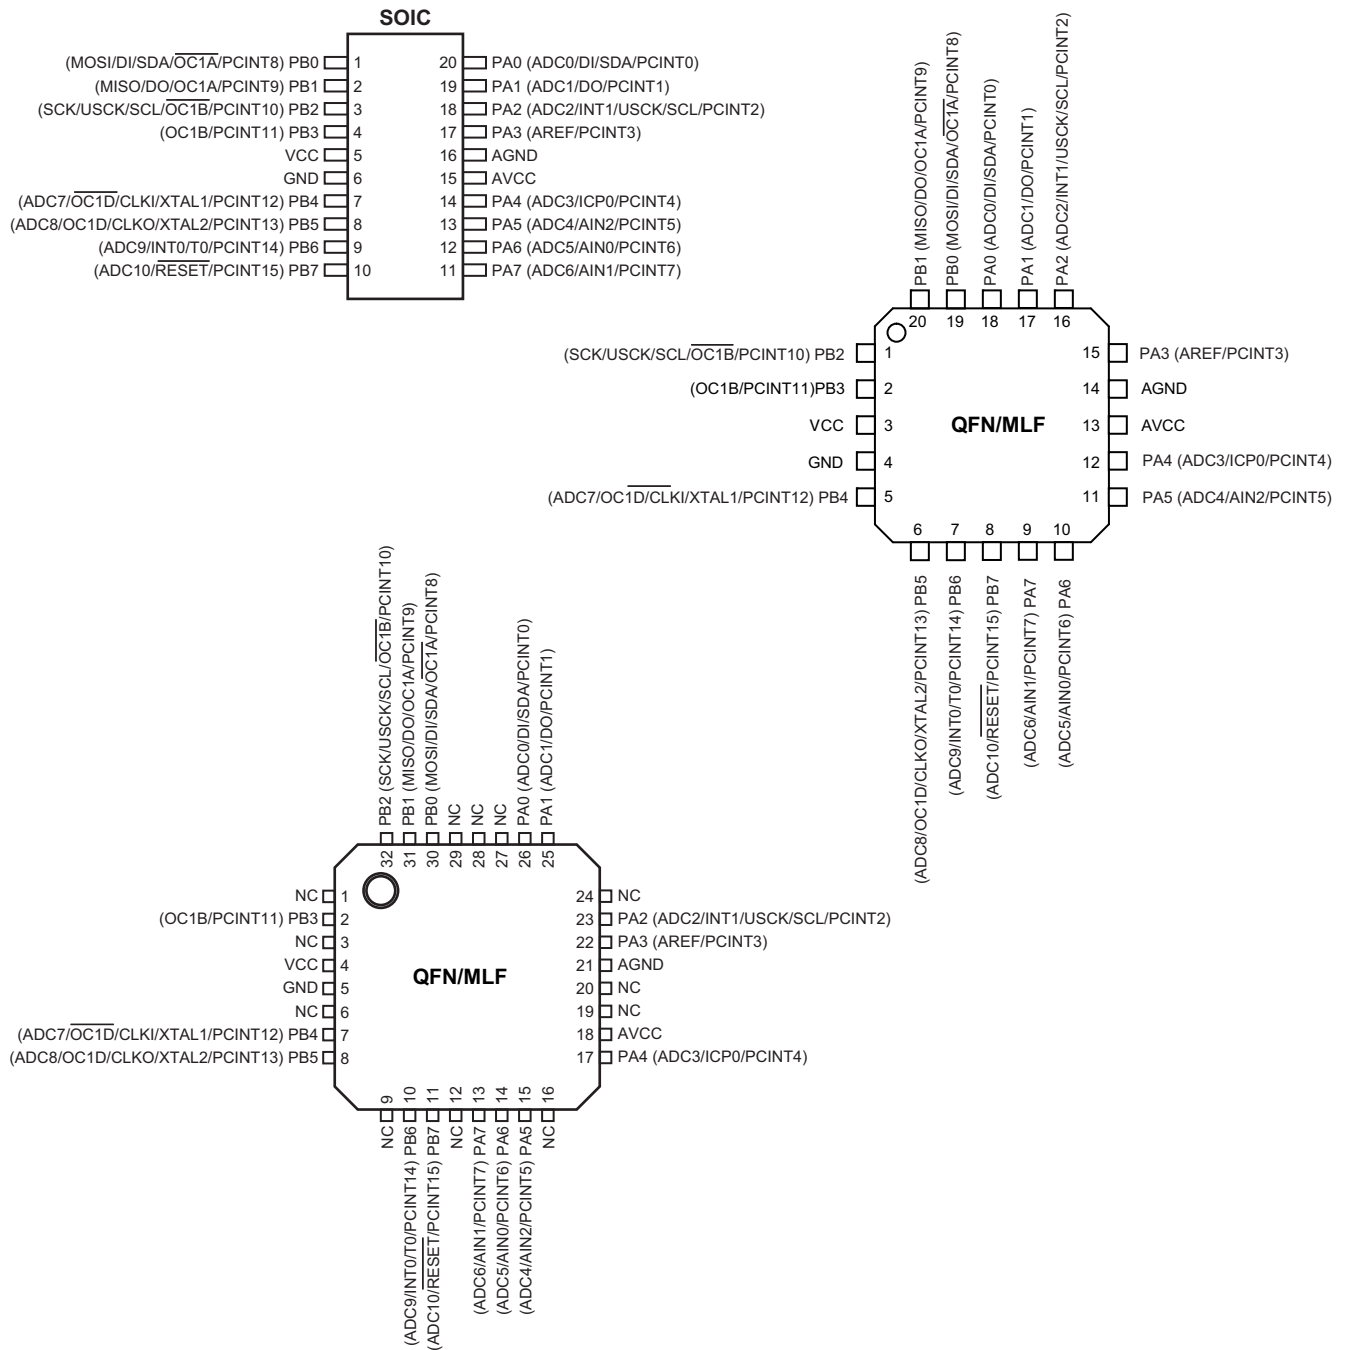 SOIC
(MOSI/DI/SDA/OC1A/PCINT8) PB0 1
(MISO/DO/OC1A/PCINT9) PB1 2
(SCK/USCK/SCL/OC1B/PCINT10) PB2 3
(OC1B/PCINT11) PB3 4
VCC 5
GND 6
(ADC7/OC1D/CLKI/XTAL1/PCINT12) PB4 7
(ADC8/OC1D/CLKO/XTAL2/PCINT13) PB5 8
(ADC9/INT0/T0/PCINT14) PB6 9
(ADC10/RESET/PCINT15) PB7 10
20 PA0 (ADC0/DI/SDA/PCINT0)
19 PA1 (ADC1/DO/PCINT1)
18 PA2 (ADC2/INT1/USCK/SCL/PCINT2)
17 PA3 (AREF/PCINT3)
16 AGND
15 AVCC
14 PA4 (ADC3/ICP0/PCINT4)
13 PA5 (ADC4/AIN2/PCINT5)
12 PA6 (ADC5/AIN0/PCINT6)
11 PA7 (ADC6/AIN1/PCINT7)
20 PB1 (MISO/DO/OC1A/PCINT9)
19 PB0 (MOSI/DI/SDA/OC1A/PCINT8)
18 PA0 (ADC0/DI/SDA/PCINT0)
17 PA1 (ADC1/DO/PCINT1)
16 PA2 (ADC2/INT1/USCK/SCL/PCINT2)
(SCK/USCK/SCL/OC1B/PCINT10) PB2 1
(OC1B/PCINT11)PB3 2
VCC 3
GND 4
(ADC7/OC1D/CLKI/XTAL1/PCINT12) PB4 5
QFN/MLF
15 PA3 (AREF/PCINT3)
14 AGND
13 AVCC
12 PA4 (ADC3/ICP0/PCINT4)
11 PA5 (ADC4/AIN2/PCINT5)
(ADC8/OC1D/CLKO/XTAL2/PCINT13) PB5 6
(ADC9/INT0/T0/PCINT14) PB6 7
(ADC10/RESET/PCINT15) PB7 8
(ADC6/AIN1/PCINT7) PA7 9
(ADC5/AIN0/PCINT6) PA6 10
32 PB2 (SCK/USCK/SCL/OC1B/PCINT10)
31 PB1 (MISO/DO/OC1A/PCINT9)
30 PB0 (MOSI/DI/SDA/OC1A/PCINT8)
29 NC
28 NC
27 NC
26 PA0 (ADC0/DI/SDA/PCINT0)
25 PA1 (ADC1/DO/PCINT1)
NC 1
(OC1B/PCINT11) PB3 2
NC 3
VCC 4
GND 5
NC 6
(ADC7/OC1D/CLKI/XTAL1/PCINT12) PB4 7
(ADC8/OC1D/CLKO/XTAL2/PCINT13) PB5 8
QFN/MLF
24 NC
23 PA2 (ADC2/INT1/USCK/SCL/PCINT2)
22 PA3 (AREF/PCINT3)
21 AGND
20 NC
19 NC
18 AVCC
17 PA4 (ADC3/ICP0/PCINT4)
NC 9
(ADC9/INT0/T0/PCINT14) PB6 10
(ADC10/RESET/PCINT15) PB7 11
NC 12
(ADC6/AIN1/PCINT7) PA7 13
(ADC5/AIN0/PCINT6) PA6 14
(ADC4/AIN2/PCINT5) PA5 15
NC 16